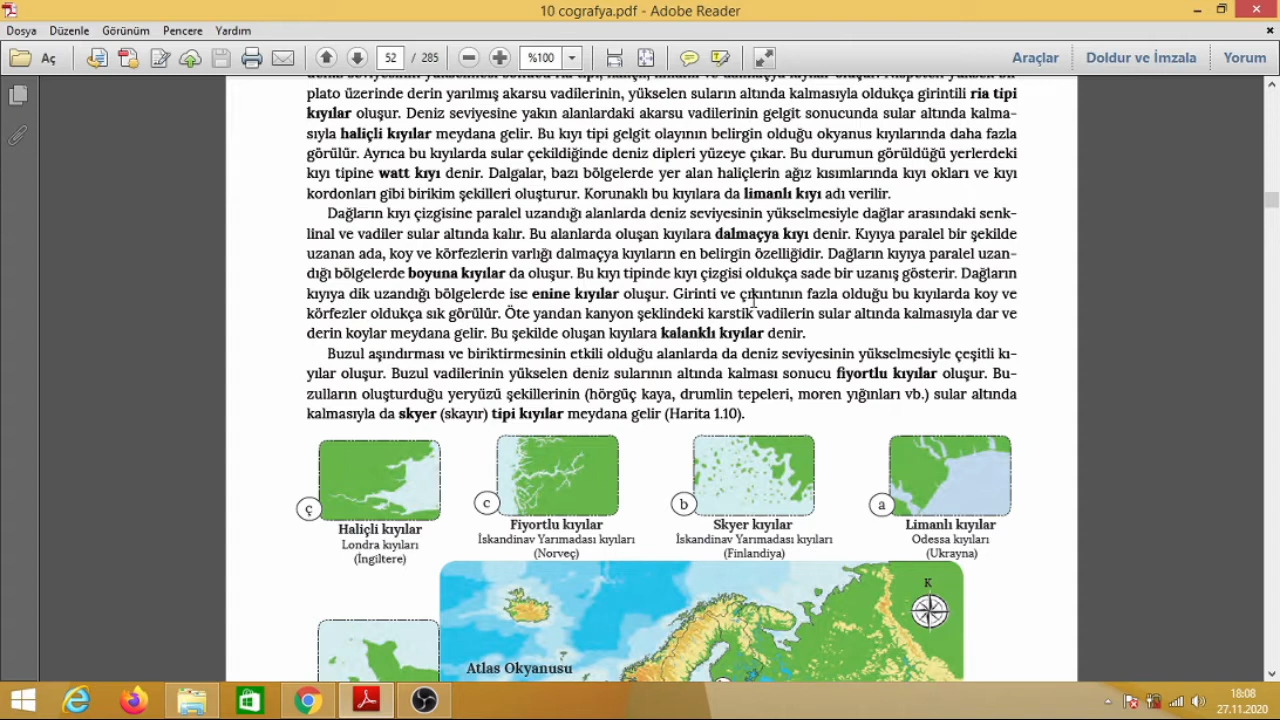 10 cografya.pdf - Adobe Reader
Dosya Düzenle Görünüm Pencere Yardım
Aç 52 / 285 %100 Araçlar Doldur ve İmzala Yorum
deniz seviyesinin yükselmesi sonucu ria tipi, haliçli, limanlı ve dalmaçya kıyılar oluşur.
plato üzerinde derin yarılmış akarsu vadilerinin, yükselen suların altında kalmasıyla oldukça girintili ria tipi
kıyılar oluşur. Deniz seviyesine yakın alanlardaki akarsu vadilerinin gelgit sonucunda sular altında kalma-
sıyla haliçli kıyılar meydana gelir. Bu kıyı tipi gelgit olayının belirgin olduğu okyanus kıyılarında daha fazla
görülür. Ayrıca bu kıyılarda sular çekildiğinde deniz dipleri yüzeye çıkar. Bu durumun görüldüğü yerlerdeki
kıyı tipine watt kıyı denir. Dalgalar, bazı bölgelerde yer alan haliçlerin ağız kısımlarında kıyı okları ve kıyı
kordonları gibi birikim şekilleri oluşturur. Korunaklı bu kıyılara da limanlı kıyı adı verilir.
Dağların kıyı çizgisine paralel uzandığı alanlarda deniz seviyesinin yükselmesiyle dağlar arasındaki senk-
linal ve vadiler sular altında kalır. Bu alanlarda oluşan kıyılara dalmaçya kıyı denir. Kıyıya paralel bir şekilde
uzanan ada, koy ve körfezlerin varlığı dalmaçya kıyıların en belirgin özelliğidir. Dağların kıyıya paralel uzan-
dığı bölgelerde boyuna kıyılar da oluşur. Bu kıyı tipinde kıyı çizgisi oldukça sade bir uzanış gösterir. Dağların
kıyıya dik uzandığı bölgelerde ise enine kıyılar oluşur. Girinti ve çıkıntının fazla olduğu bu kıyılarda koy ve
körfezler oldukça sık görülür. Öte yandan kanyon şeklindeki karstik vadilerin sular altında kalmasıyla dar ve
derin koylar meydana gelir. Bu şekilde oluşan kıyılara kalanklı kıyılar denir.
Buzul aşındırması ve biriktirmesinin etkili olduğu alanlarda da deniz seviyesinin yükselmesiyle çeşitli kı-
yılar oluşur. Buzul vadilerinin yükselen deniz sularının altında kalması sonucu fiyortlu kıyılar oluşur. Bu-
zulların oluşturduğu yeryüzü şekillerinin (hörgüç kaya, drumlin tepeleri, moren yığınları vb.) sular altında
kalmasıyla da skyer (skayır) tipi kıyılar meydana gelir (Harita 1.10).
ç c b a
Haliçli kıyılar Fiyortlu kıyılar Skyer kıyılar Limanlı kıyılar
Londra kıyıları İskandinav Yarımadası kıyıları İskandinav Yarımadası kıyıları Odessa kıyıları
(İngiltere) (Norveç) (Finlandiya) (Ukrayna)
K
Atlas Okyanusu
18:08
27.11.2020